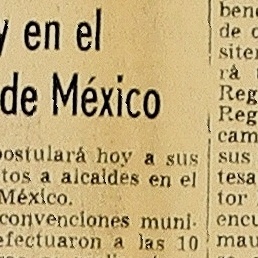 y en el
de México
postulará hoy a sus
tos a alcaldes en el
México.
convenciones muni-
efectuaron a las 10
bene
de c
siten
rá t
Reg
Reg
cam
sus
tesa
tor
encu
mau